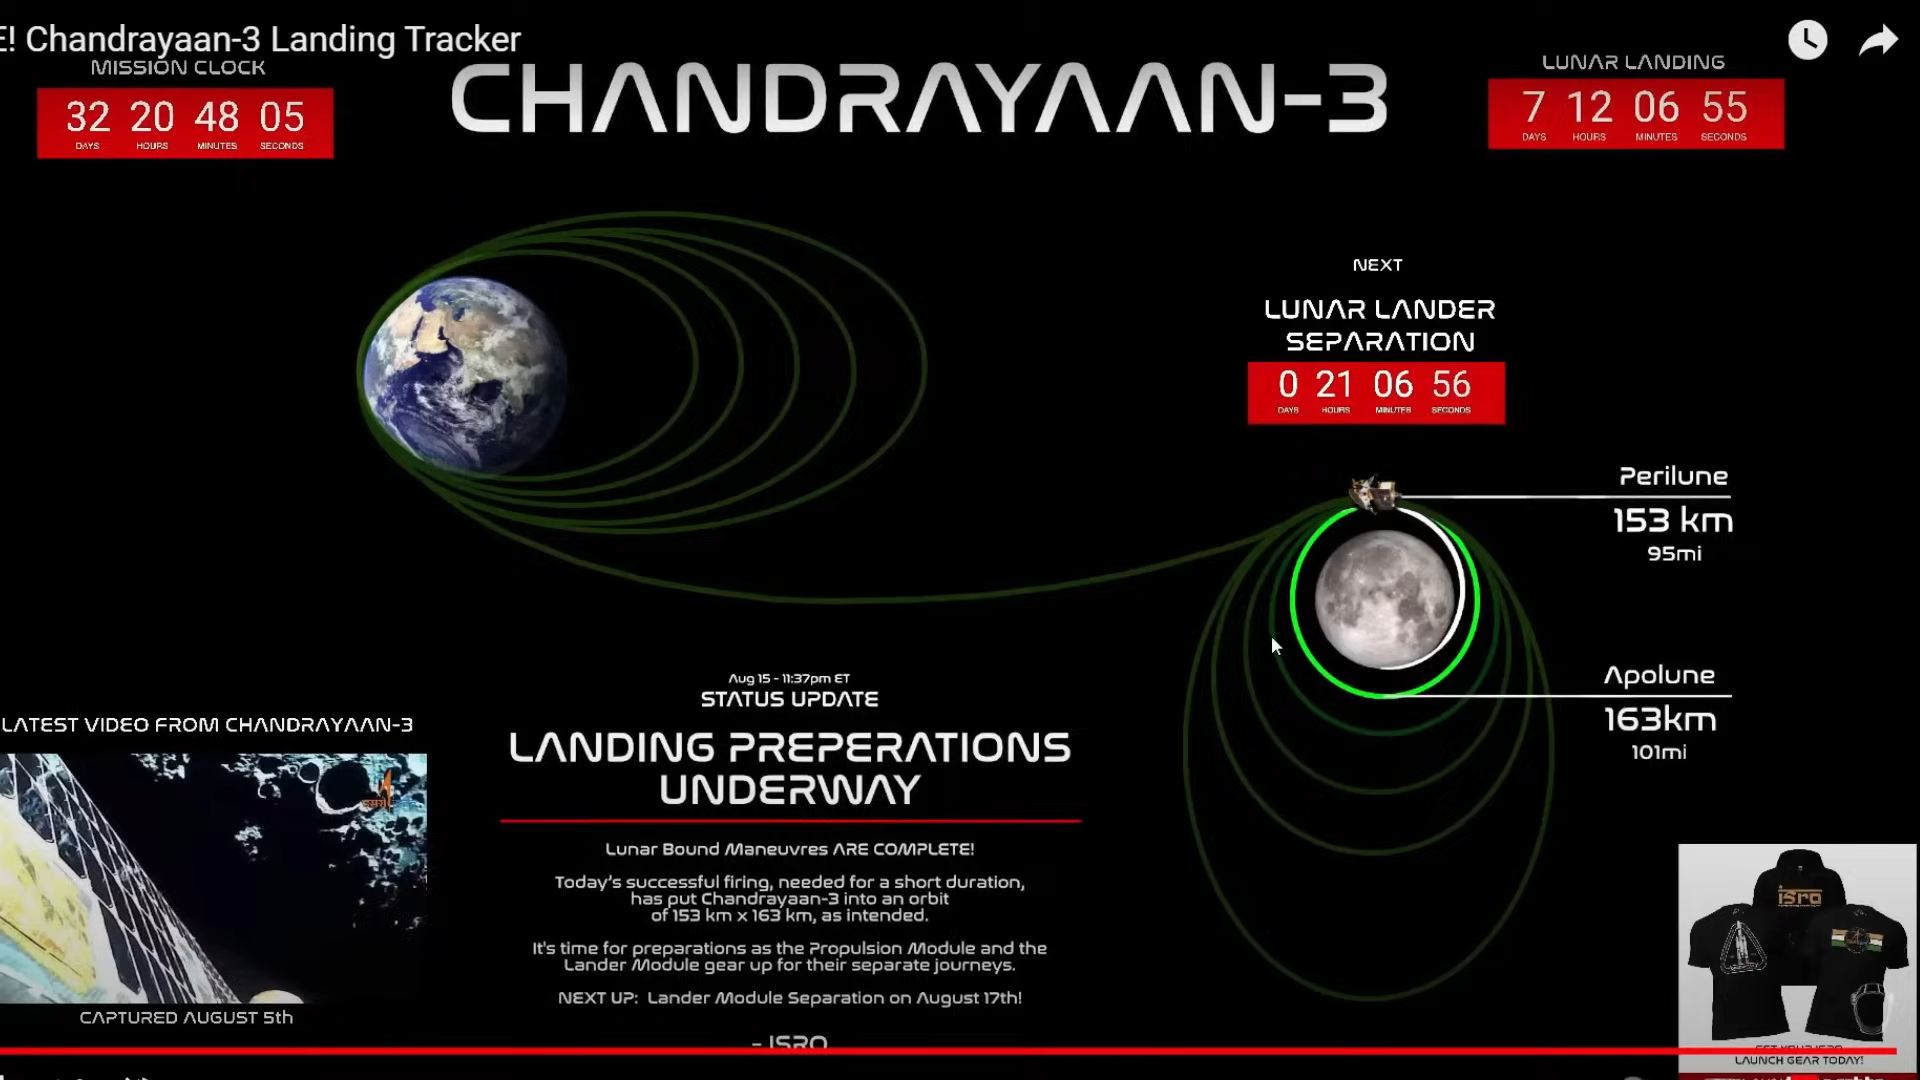 E! Chandrayaan-3 Landing Tracker
MISSION CLOCK
32 20 48 05
DAYS HOURS MINUTES SECONDS
CHANDRAYAAN-3
LUNAR LANDING
7 12 06 55
DAYS HOURS MINUTES SECONDS
NEXT
LUNAR LANDER
SEPARATION
0 21 06 56
DAYS HOURS MINUTES SECONDS
Perilune
153 km
95mi
Apolune
163km
101mi
Aug 15 - 11:37pm ET
STATUS UPDATE
LANDING PREPERATIONS
UNDERWAY
Lunar Bound Maneuvres ARE COMPLETE!
Today's successful firing, needed for a short duration,
has put Chandrayaan-3 into an orbit
of 153 km x 163 km, as intended.
It's time for preparations as the Propulsion Module and the
Lander Module gear up for their separate journeys.
NEXT UP: Lander Module Separation on August 17th!
- ISRO
LATEST VIDEO FROM CHANDRAYAAN-3
CAPTURED AUGUST 5th
isro
GET YOUR ISRO
LAUNCH GEAR TODAY!